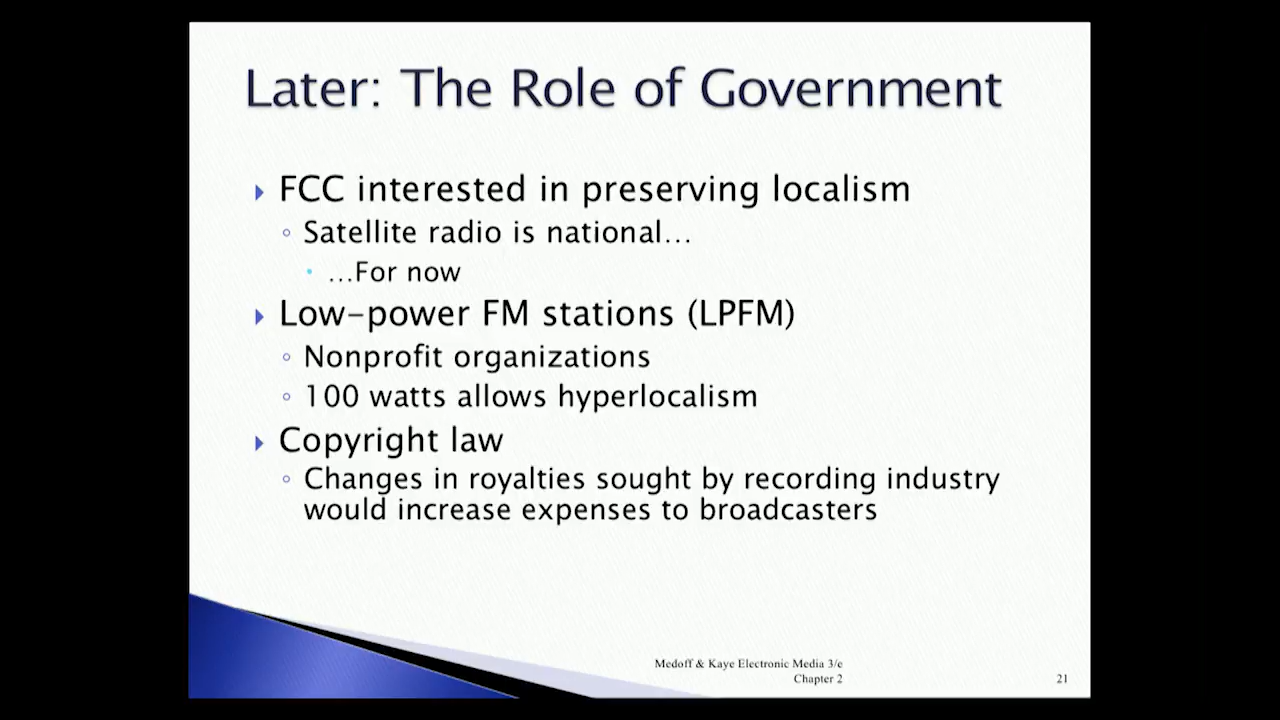 Later: The Role of Government
FCC interested in preserving localism
Satellite radio is national…
…For now
Low-power FM stations (LPFM)
Nonprofit organizations
100 watts allows hyperlocalism
Copyright law
Changes in royalties sought by recording industry
would increase expenses to broadcasters
Medoff & Kaye Electronic Media 3/e
Chapter 2
21